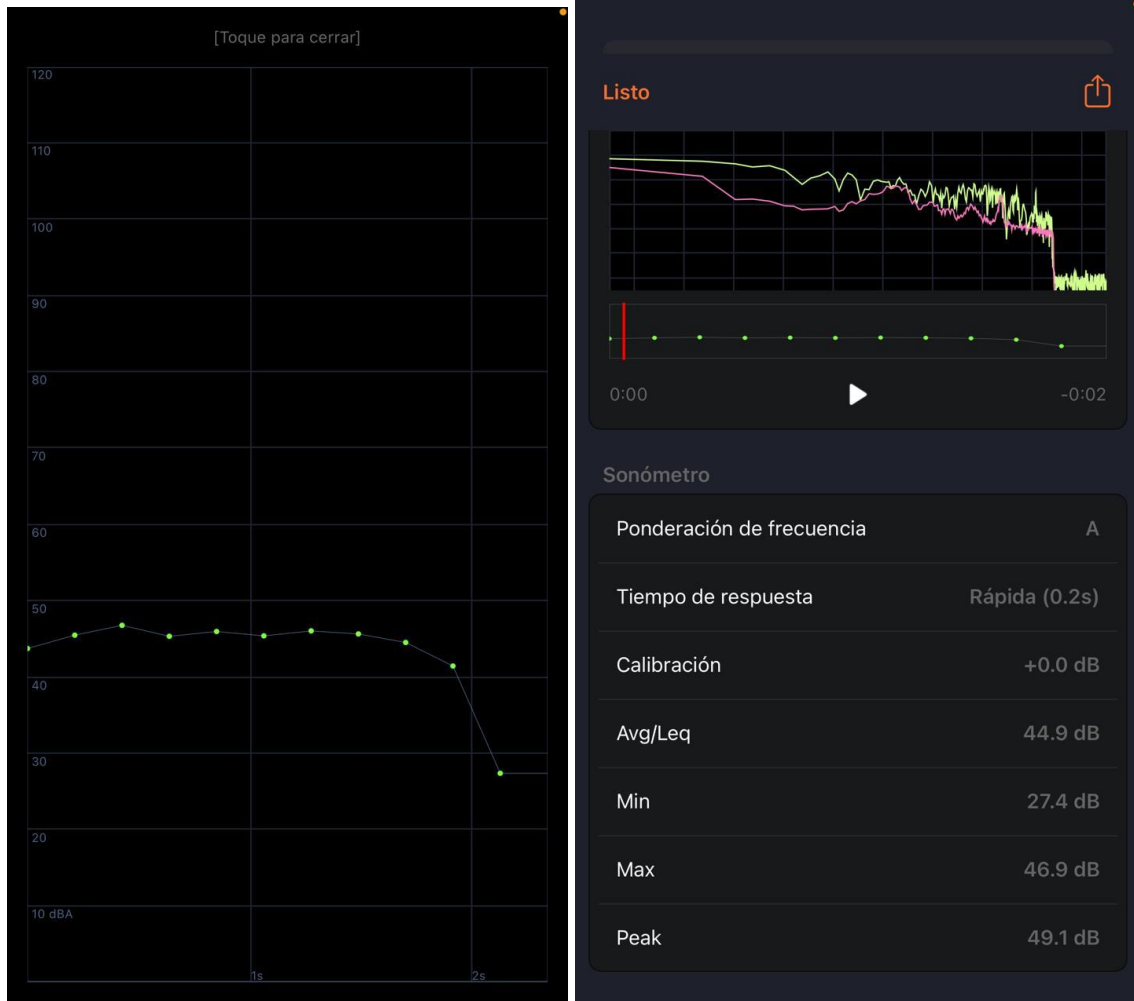 [Toque para cerrar]
120
110
100
90
80
70
60
50
40
30
20
10 dBA
1s
2s
Listo
0:00
-0:02
Sonómetro
Ponderación de frecuencia A
Tiempo de respuesta Rápida (0.2s)
Calibración +0.0 dB
Avg/Leq 44.9 dB
Min 27.4 dB
Max 46.9 dB
Peak 49.1 dB